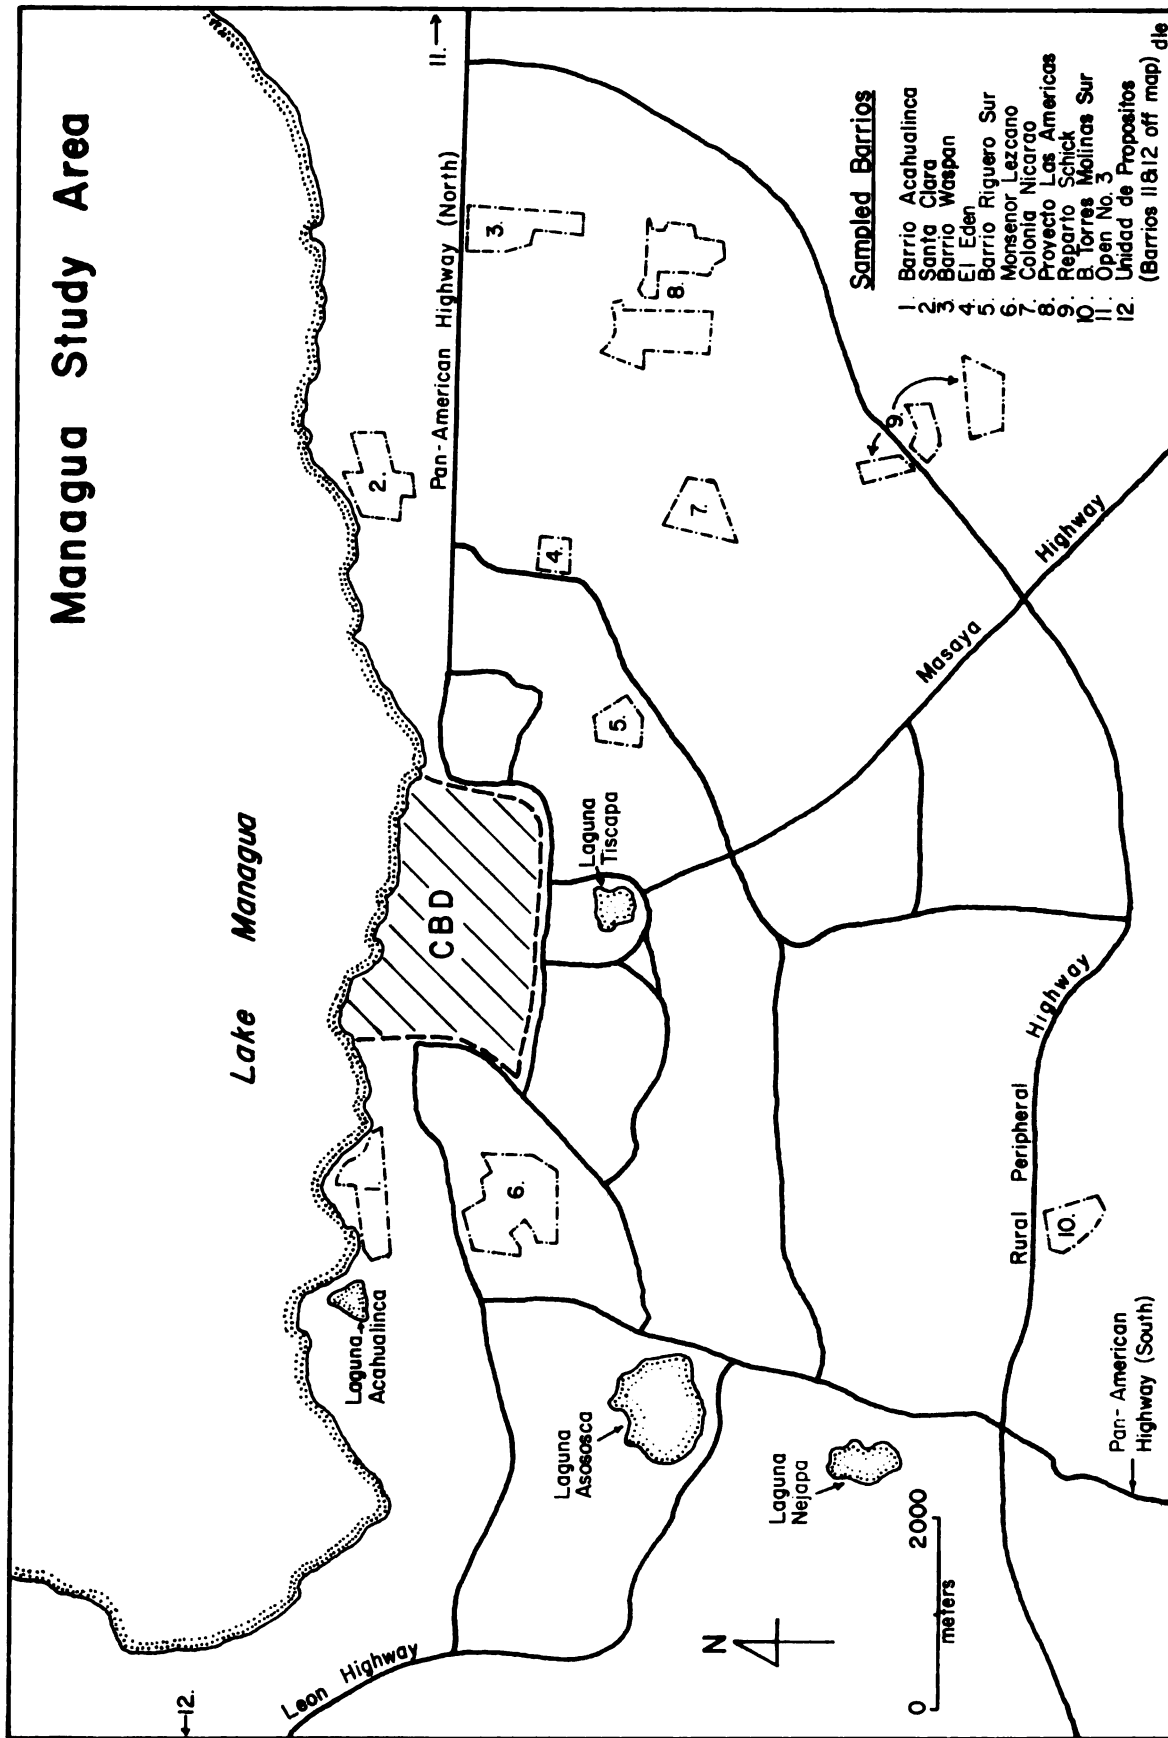 Managua Study Area
Lake Managua
11.
Pan-American Highway (North)
3.
2.
8.
4.
7.
5.
CBD
Laguna
Tiscapa
6.
1.
Laguna
Acahualinca
Laguna
Asososca
Laguna
Nejapa
9.
Masaya Highway
Rural Peripheral Highway
10.
Pan-American
Highway (South)
Leon Highway
12.
N
0 2000
meters
Sampled Barrios
1. Barrio Acahualinca
2. Santa Clara
3. Barrio Waspan
4. El Eden
5. Barrio Riguero Sur
6. Monsenor Lezcano
7. Colonia Nicarao
8. Proyecto Las Americas
9. Reparto Schick
10. B. Torres Molinas Sur
11. Open No. 3
12. Unidad de Propositos
(Barrios 11&12 off map)
dle